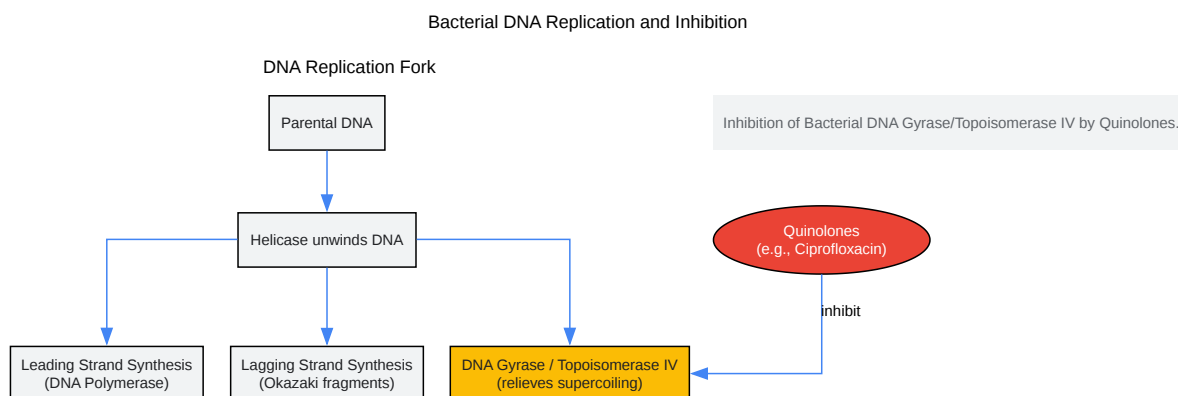 Bacterial DNA Replication and Inhibition
DNA Replication Fork
Parental DNA
Inhibition of Bacterial DNA Gyrase/Topoisomerase IV by Quinolones.
Helicase unwinds DNA
Quinolones
(e.g., Ciprofloxacin)
inhibit
Leading Strand Synthesis
(DNA Polymerase)
Lagging Strand Synthesis
(Okazaki fragments)
DNA Gyrase / Topoisomerase IV
(relieves supercoiling)